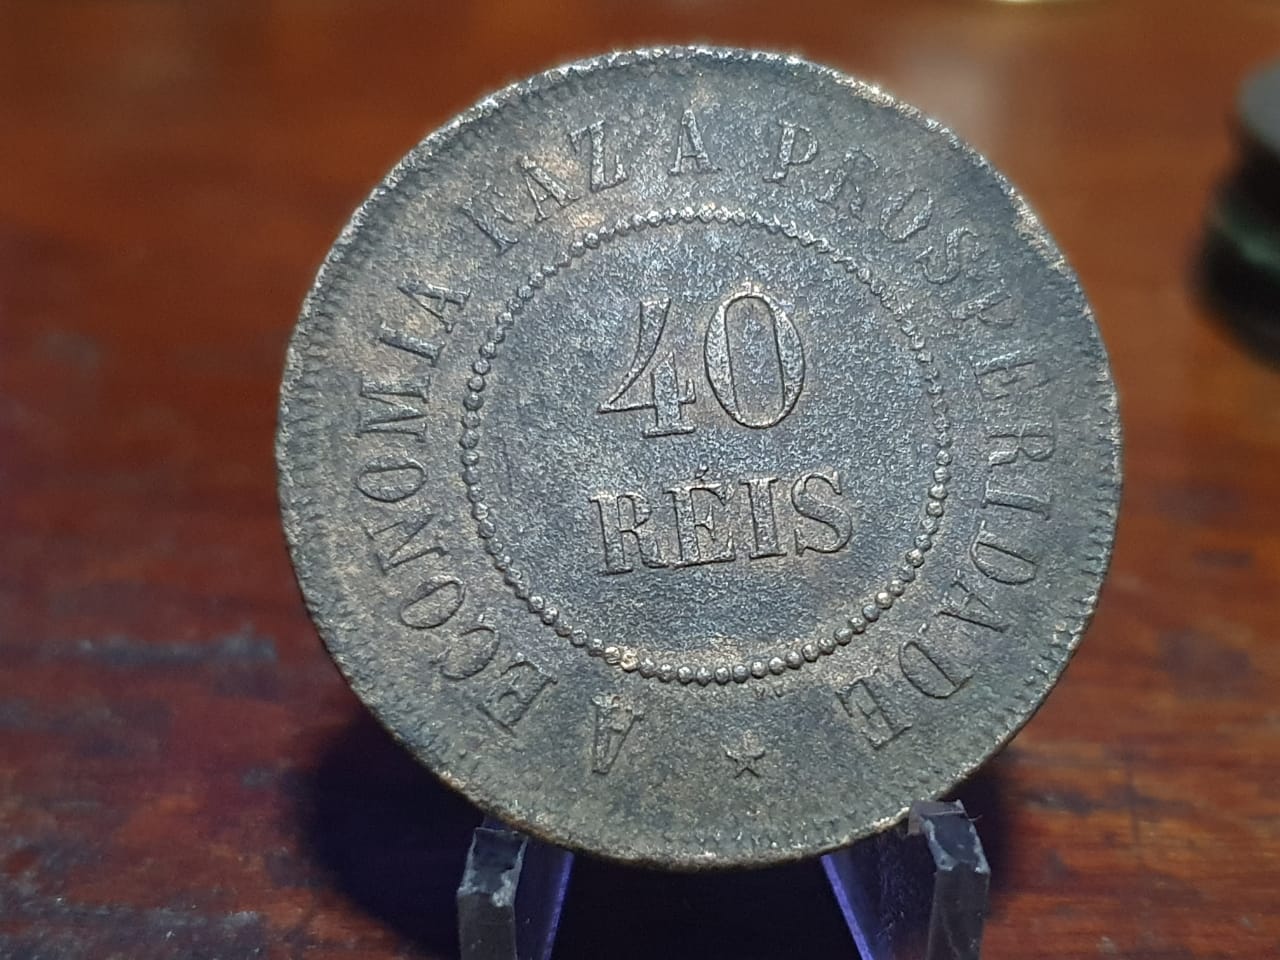 A ECONOMIA FAZ A PROSPERIDADE
40
RÉIS